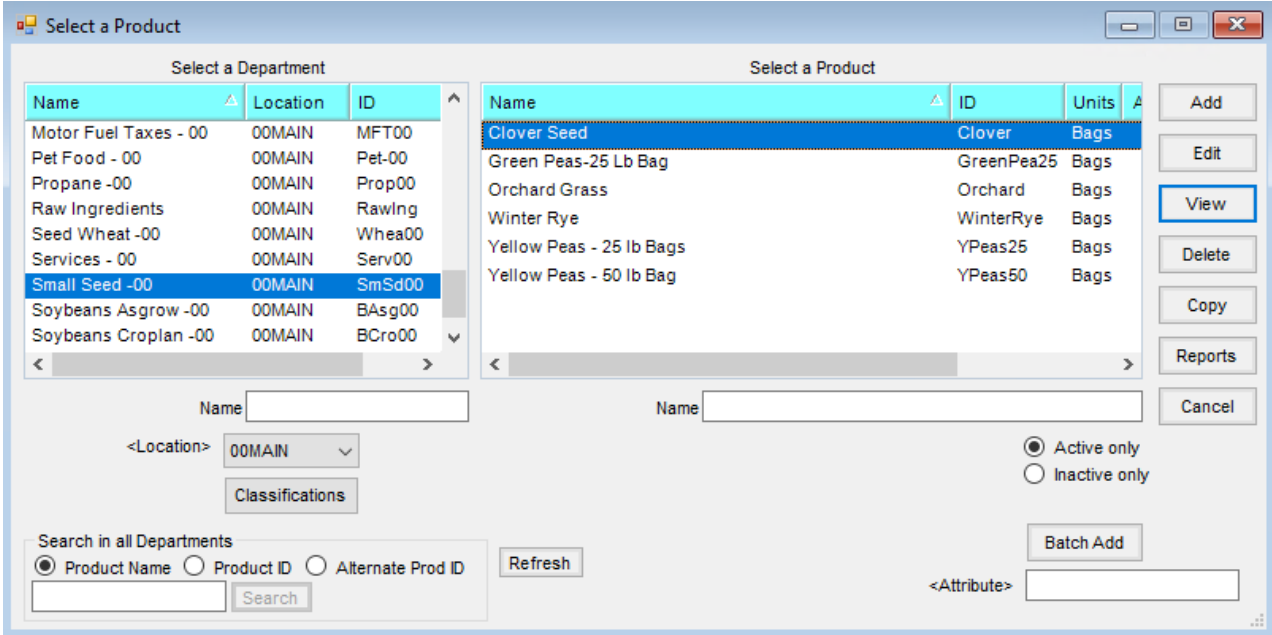 Select a Product
Select a Department
Name Location ID
Motor Fuel Taxes - 00 00MAIN MFT00
Pet Food - 00 00MAIN Pet-00
Propane -00 00MAIN Prop00
Raw Ingredients 00MAIN RawIng
Seed Wheat -00 00MAIN Whea00
Services - 00 00MAIN Serv00
Small Seed -00 00MAIN SmSd00
Soybeans Asgrow -00 00MAIN BAsg00
Soybeans Croplan -00 00MAIN BCro00
Name
<Location> 00MAIN
Classifications
Search in all Departments
Product Name Product ID Alternate Prod ID
Search
Refresh
Select a Product
Name ID Units A
Clover Seed Clover Bags
Green Peas-25 Lb Bag GreenPea25 Bags
Orchard Grass Orchard Bags
Winter Rye WinterRye Bags
Yellow Peas - 25 lb Bags YPeas25 Bags
Yellow Peas - 50 lb Bag YPeas50 Bags
Name
Active only
Inactive only
Batch Add
<Attribute>
Add
Edit
View
Delete
Copy
Reports
Cancel